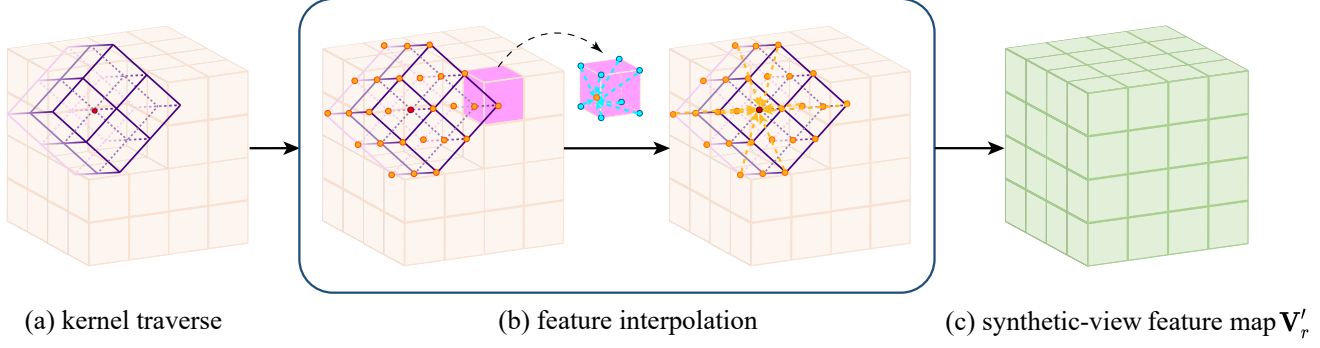 (a) kernel traverse
(b) feature interpolation
(c) synthetic-view feature map V′ᵣ